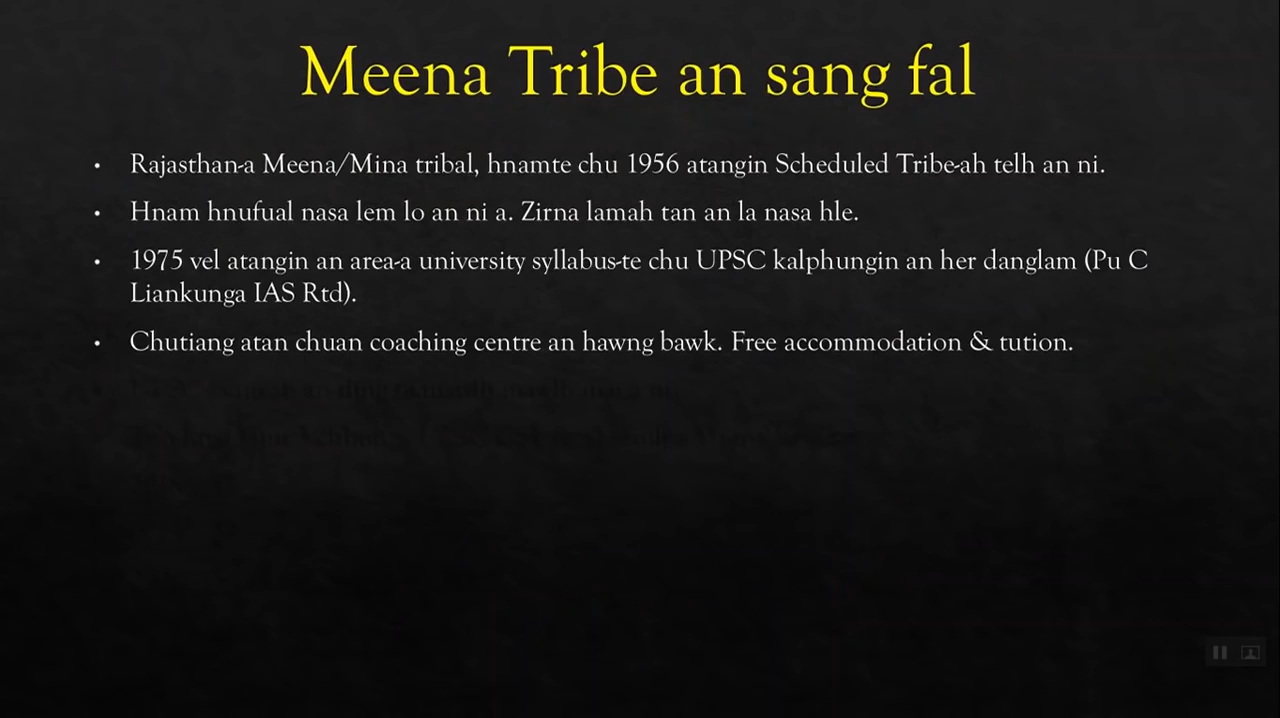 Meena Tribe an sang fal
• Rajasthan-a Meena/Mina tribal, hnamte chu 1956 atangin Scheduled Tribe-ah telh an ni.
• Hnam hnufual nasa lem lo an ni a. Zirna lamah tan an la nasa hle.
• 1975 vel atangin an area-a university syllabus-te chu UPSC kalphungin an her danglam (Pu C
Liankunga IAS Rtd).
• Chutiang atan chuan coaching centre an hawng bawk. Free accommodation & tution.